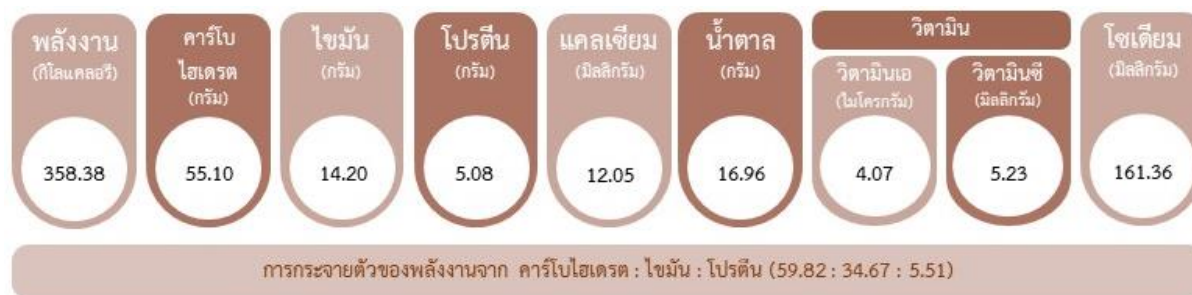 พลังงาน
(กิโลแคลอรี)
358.38
คาร์โบ
ไฮเดรต
(กรัม)
55.10
ไขมัน
(กรัม)
14.20
โปรตีน
(กรัม)
5.08
แคลเซียม
(มิลลิกรัม)
12.05
น้ำตาล
(กรัม)
16.96
วิตามิน
วิตามินเอ
(ไมโครกรัม)
4.07
วิตามินซี
(มิลลิกรัม)
5.23
โซเดียม
(มิลลิกรัม)
161.36
การกระจายตัวของพลังงานจาก คาร์โบไฮเดรต : ไขมัน : โปรตีน (59.82 : 34.67 : 5.51)